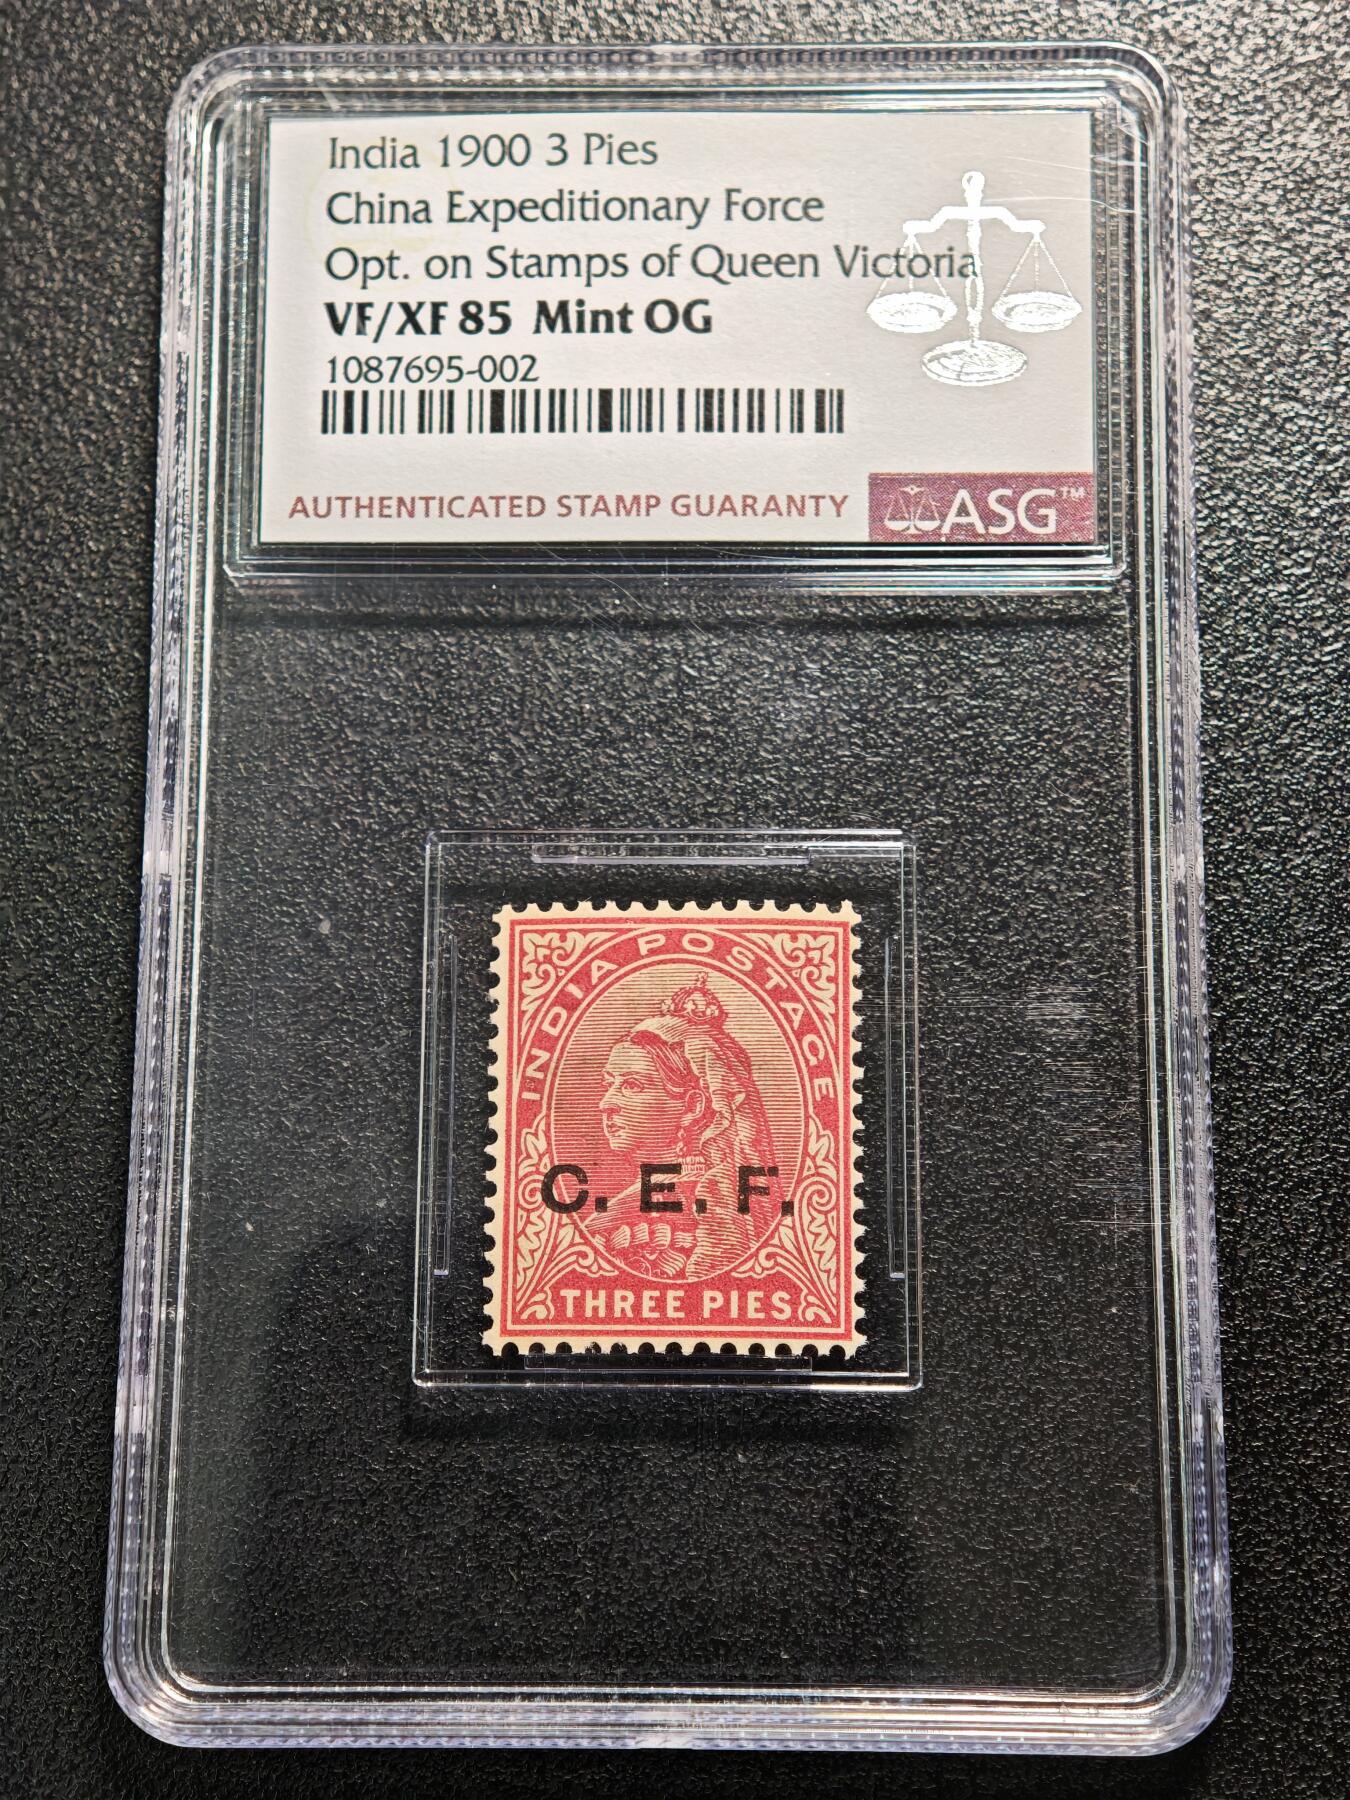 India 1900 3 Pies
China Expeditionary Force
Opt. on Stamps of Queen Victoria
VF/XF 85 Mint OG
1087695-002
AUTHENTICATED STAMP GUARANTY
ASG™
INDIA POSTAGE
C. E. F.
THREE PIES